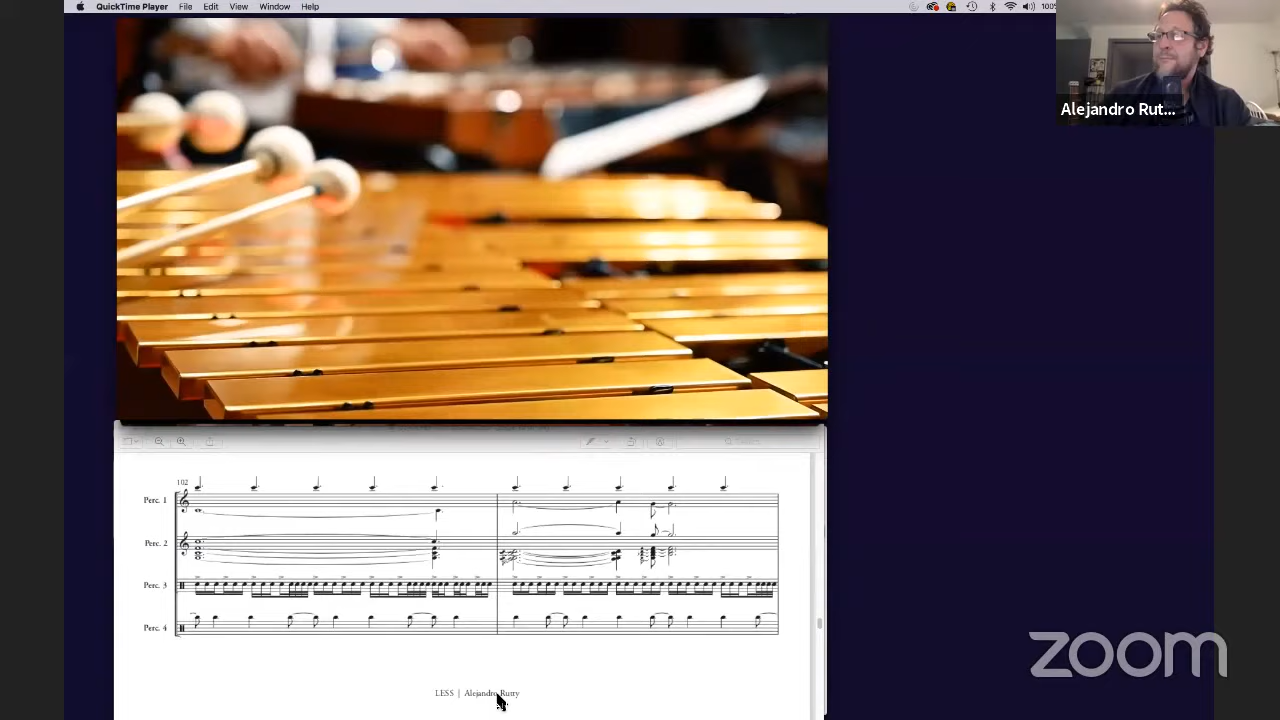 QuickTime Player File Edit View Window Help 100%
Alejandro Rut...
102
Perc. 1
Perc. 2
Perc. 3
Perc. 4
LESS | Alejandro Rutty
zoom